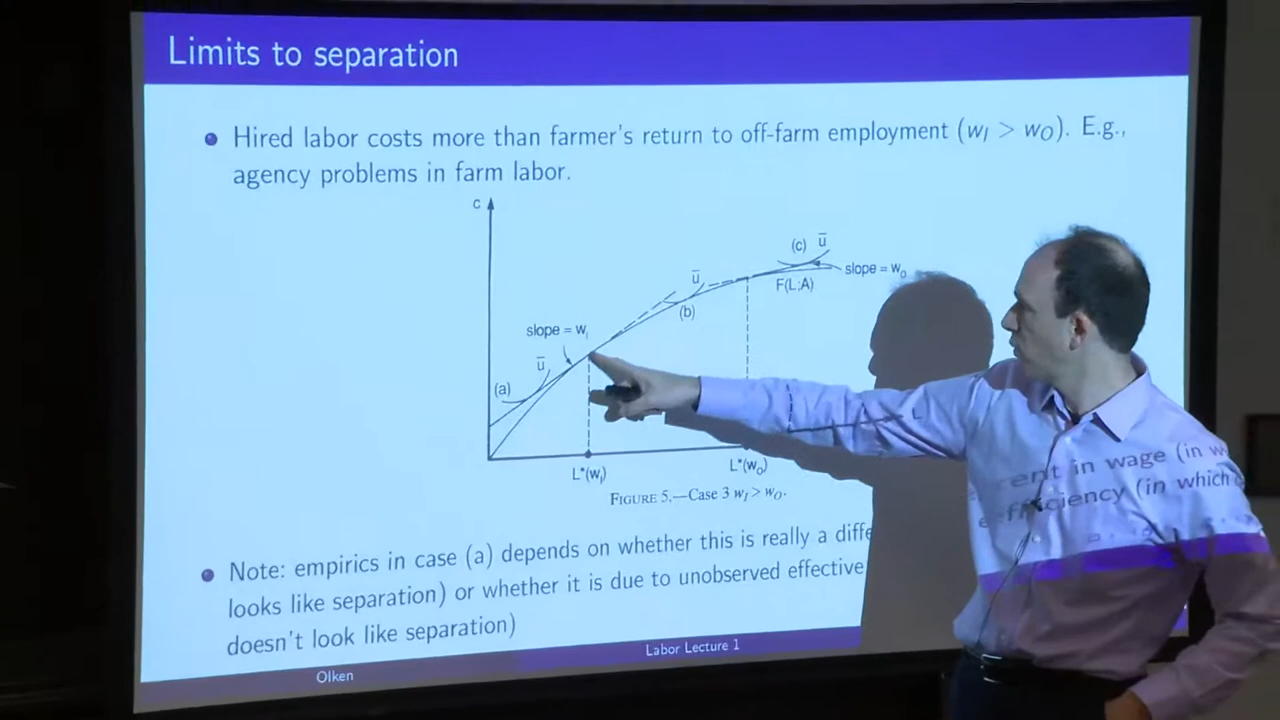 Limits to separation
Hired labor costs more than farmer's return to off-farm employment (w_I > w_O). E.g.,
agency problems in farm labor.
c
(c) ū
slope = w_o
ū
F(L;A)
(b)
slope = w_I
ū
(a)
L
L*(w_I)
L*(w_o)
FIGURE 5.—Case 3 w_I > w_O.
Note: empirics in case (a) depends on whether this is really a diffe
rent in wage (in w
looks like separation) or whether it is due to unobserved effective
efficiency (in which
doesn't look like separation)
Olken
Labor Lecture 1